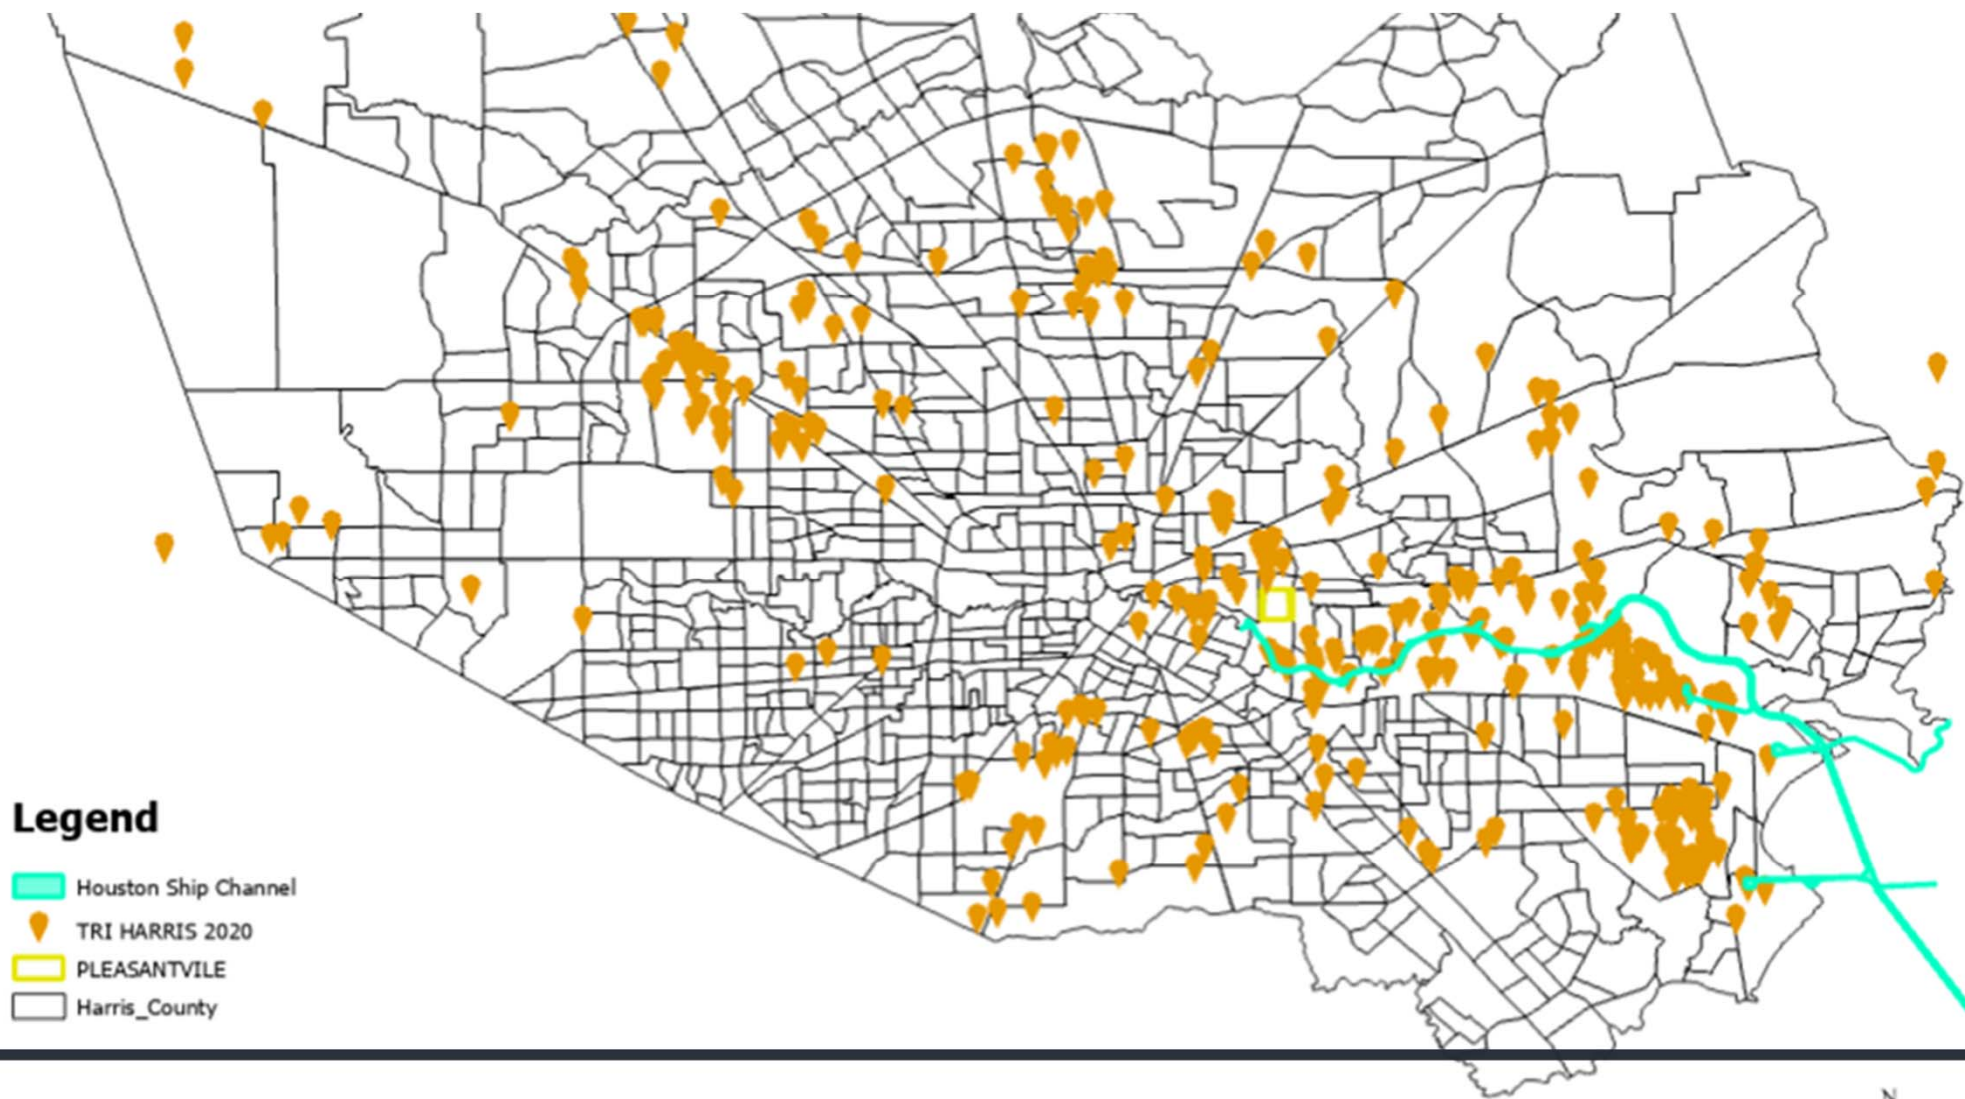 Legend
Houston Ship Channel
TRI HARRIS 2020
PLEASANTVILE
Harris_County
N